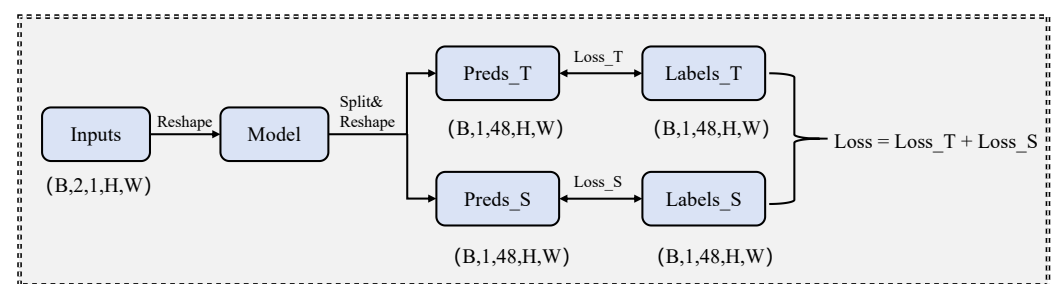 Inputs
(B,2,1,H,W)
Reshape
Model
Split&
Reshape
Preds_T
(B,1,48,H,W)
Loss_T
Labels_T
(B,1,48,H,W)
Preds_S
(B,1,48,H,W)
Loss_S
Labels_S
(B,1,48,H,W)
Loss = Loss_T + Loss_S